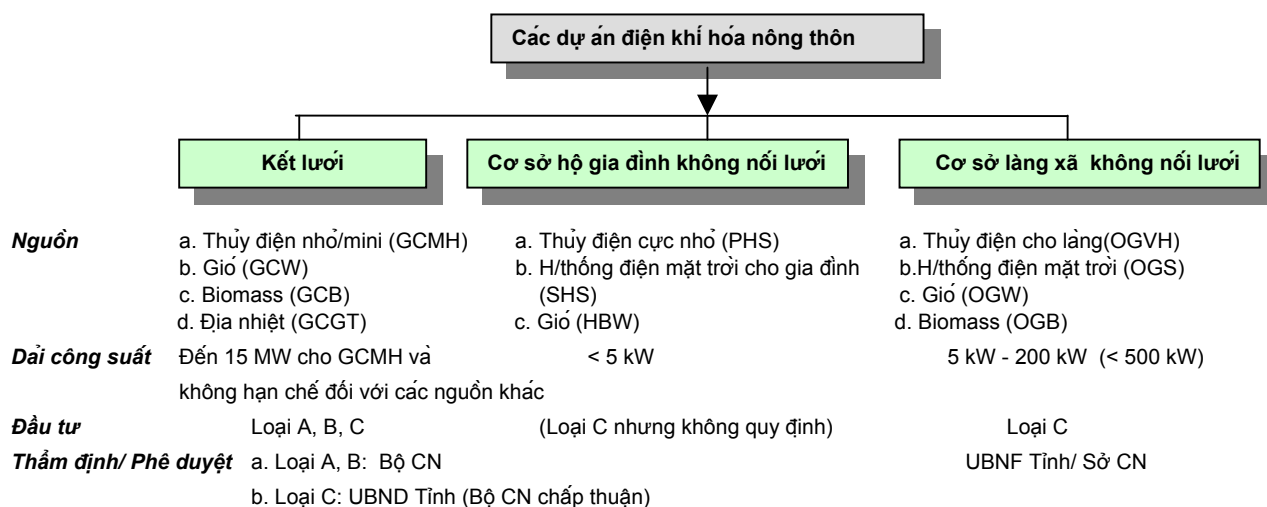 Các dự án điện khí hóa nông thôn
Kết lưới
Cơ sở hộ gia đình không nối lưới
Cơ sở làng xã không nối lưới
Nguồn
a. Thủy điện nhỏ/mini (GCMH)
b. Gió (GCW)
c. Biomass (GCB)
d. Địa nhiệt (GCGT)
a. Thủy điện cực nhỏ (PHS)
b. H/thống điện mặt trời cho gia đình
(SHS)
c. Gió (HBW)
a. Thủy điện cho làng(OGVH)
b.H/thống điện mặt trời (OGS)
c. Gió (OGW)
d. Biomass (OGB)
Dải công suất
Đến 15 MW cho GCMH và
không hạn chế đối với các nguồn khác
< 5 kW
5 kW - 200 kW (< 500 kW)
Đầu tư
Loại A, B, C
(Loại C nhưng không quy định)
Loại C
Thẩm định/ Phê duyệt
a. Loại A, B: Bộ CN
b. Loại C: UBND Tỉnh (Bộ CN chấp thuận)
UBNF Tỉnh/ Sở CN